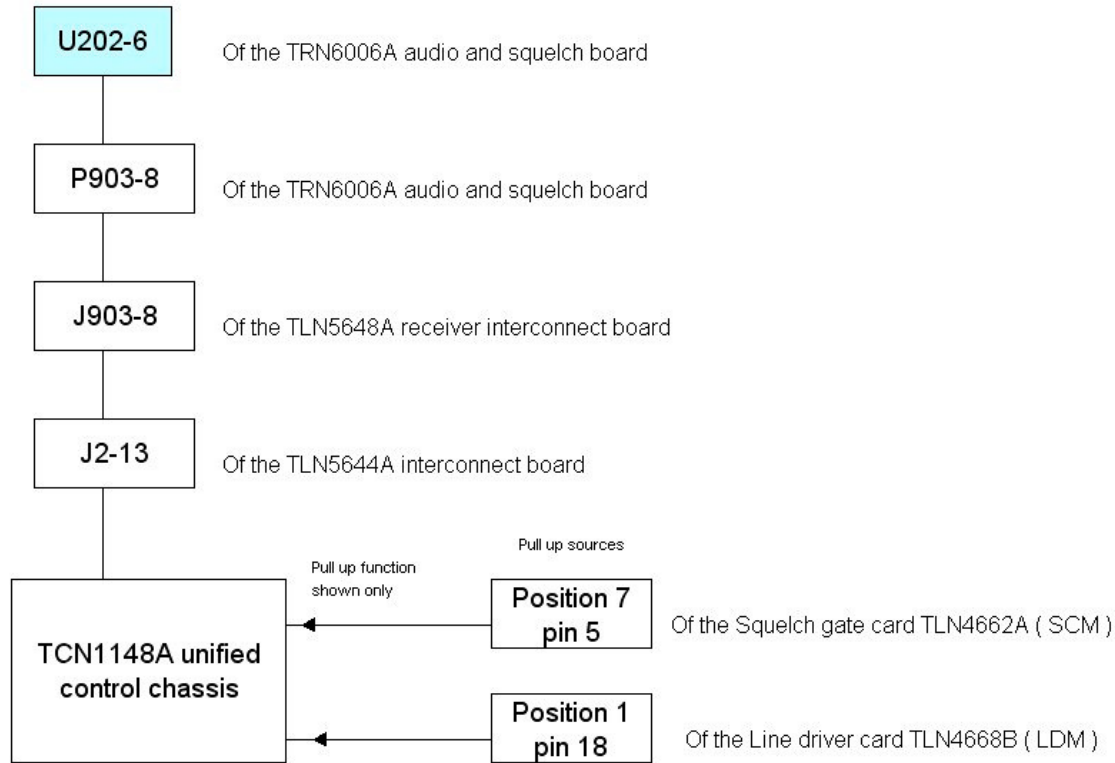 U202-6
Of the TRN6006A audio and squelch board
P903-8
Of the TRN6006A audio and squelch board
J903-8
Of the TLN5648A receiver interconnect board
J2-13
Of the TLN5644A interconnect board
Pull up function
shown only
Pull up sources
TCN1148A unified
control chassis
Position 7
pin 5
Of the Squelch gate card TLN4662A ( SCM )
Position 1
pin 18
Of the Line driver card TLN4668B ( LDM )